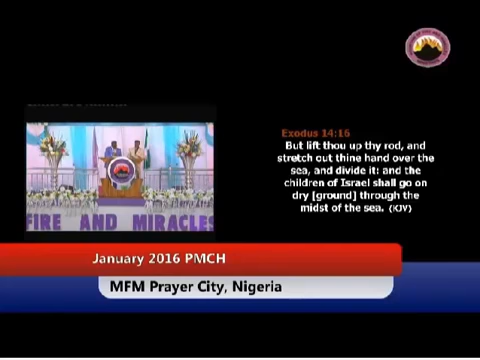 Exodus 14:16
But lift thou up thy rod, and
stretch out thine hand over the
sea, and divide it: and the
children of Israel shall go on
dry [ground] through the
midst of the sea. (KJV)
FIRE AND MIRACLES
January 2016 PMCH
MFM Prayer City, Nigeria